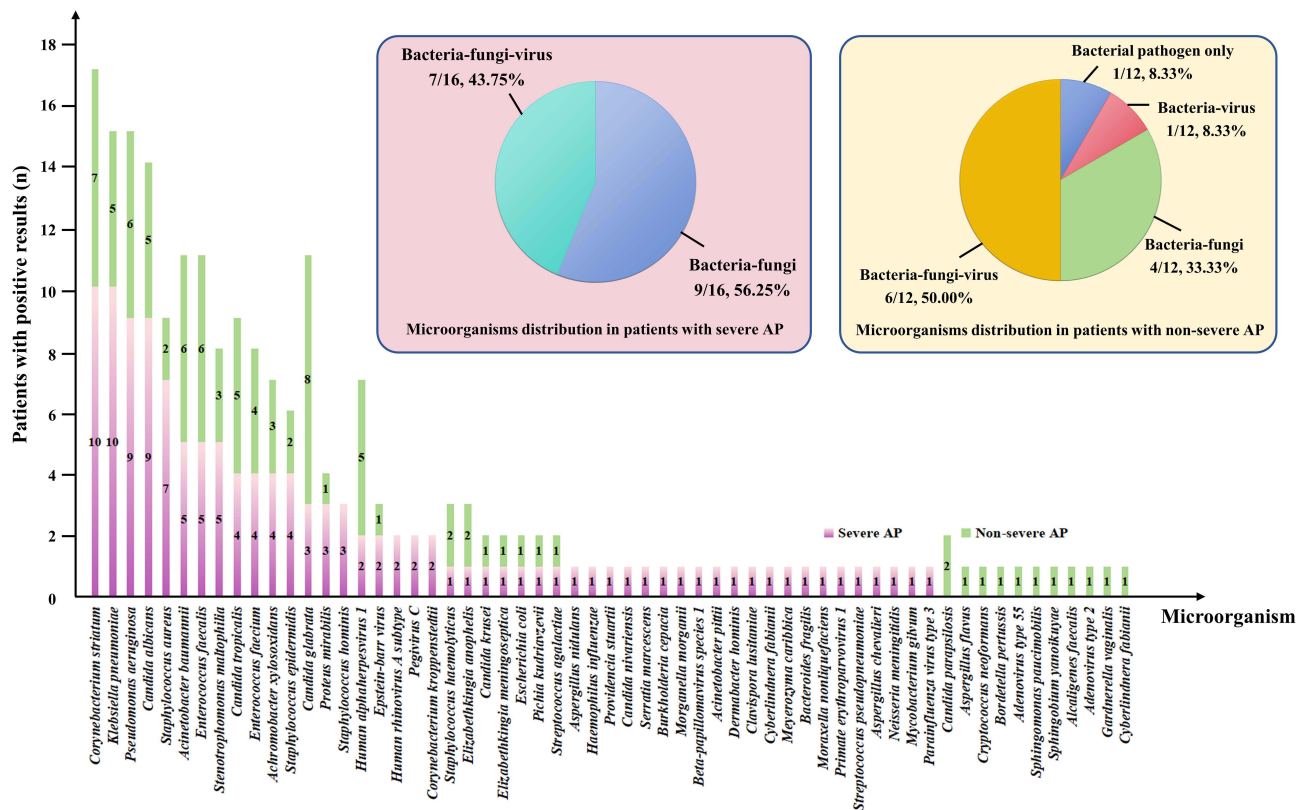 Patients with positive results (n)
18
16
14
12
10
8
6
4
2
0
Bacteria-fungi-virus
7/16, 43.75%
Bacteria-fungi
9/16, 56.25%
Microorganisms distribution in patients with severe AP
Bacterial pathogen only
1/12, 8.33%
Bacteria-virus
1/12, 8.33%
Bacteria-fungi
4/12, 33.33%
Bacteria-fungi-virus
6/12, 50.00%
Microorganisms distribution in patients with non-severe AP
7 5 6 5 2 6 6 3 5 4 3 2 8 1 5 1 2 2 1 1 1 1 1
10 10 9 9 7 5 5 5 4 4 4 4 3 3 3 2 2 2 2 2 1 1 1 1 1 1 1 1 1 1 1 1 1 1 1 1 1 1 1 1 1 1 1 1 1 1 1 1 2 1 1 1 1 1 1 1 1 1 1
Severe AP
Non-severe AP
Microorganism
Corynebacterium striatum
Klebsiella pneumoniae
Pseudomonas aeruginosa
Candida albicans
Staphylococcus aureus
Acinetobacter baumannii
Enterococcus faecalis
Stenotrophomonas maltophilia
Candida tropicalis
Enterococcus faecium
Achromobacter xylosoxidans
Staphylococcus epidermidis
Candida glabrata
Proteus mirabilis
Staphylococcus hominis
Human alphaherpesvirus 1
Epstein-barr virus
Human rhinovirus A subtype
Pegivirus C
Corynebacterium kroppenstedtii
Staphylococcus haemolyticus
Elizabethkingia anophelis
Candida krusei
Elizabethkingia meningoseptica
Escherichia coli
Pichia kudriavzevii
Streptococcus agalactiae
Aspergillus nidulans
Haemophilus influenzae
Providencia stuartii
Candida nivariensis
Serratia marcescens
Burkholderia cepacia
Morganella morganii
Beta-papillomavirus species 1
Acinetobacter pittii
Dermabacter hominis
Clavispora lusitaniae
Cyberlindnera fabianii
Meyerozyma caribbica
Bacteroides fragilis
Moraxella nonliquefaciens
Primate erythroparvovirus 1
Streptococcus pseudopneumoniae
Aspergillus chevalieri
Neisseria meningitidis
Mycobacterium gilvum
Parainfluenza virus type 3
Candida parapsilosis
Aspergillus flavus
Cryptococcus neoformans
Bordetella pertussis
Adenovirus type 55
Sphingomonas paucimobilis
Sphingobium yanoikuyae
Alcaligenes faecalis
Adenovirus type 2
Gardnerella vaginalis
Cyberlindnera fabianii